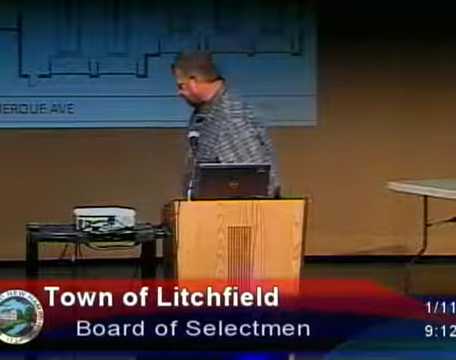 ERQUE AVE
Town of Litchfield
Board of Selectmen
1/11
9:12